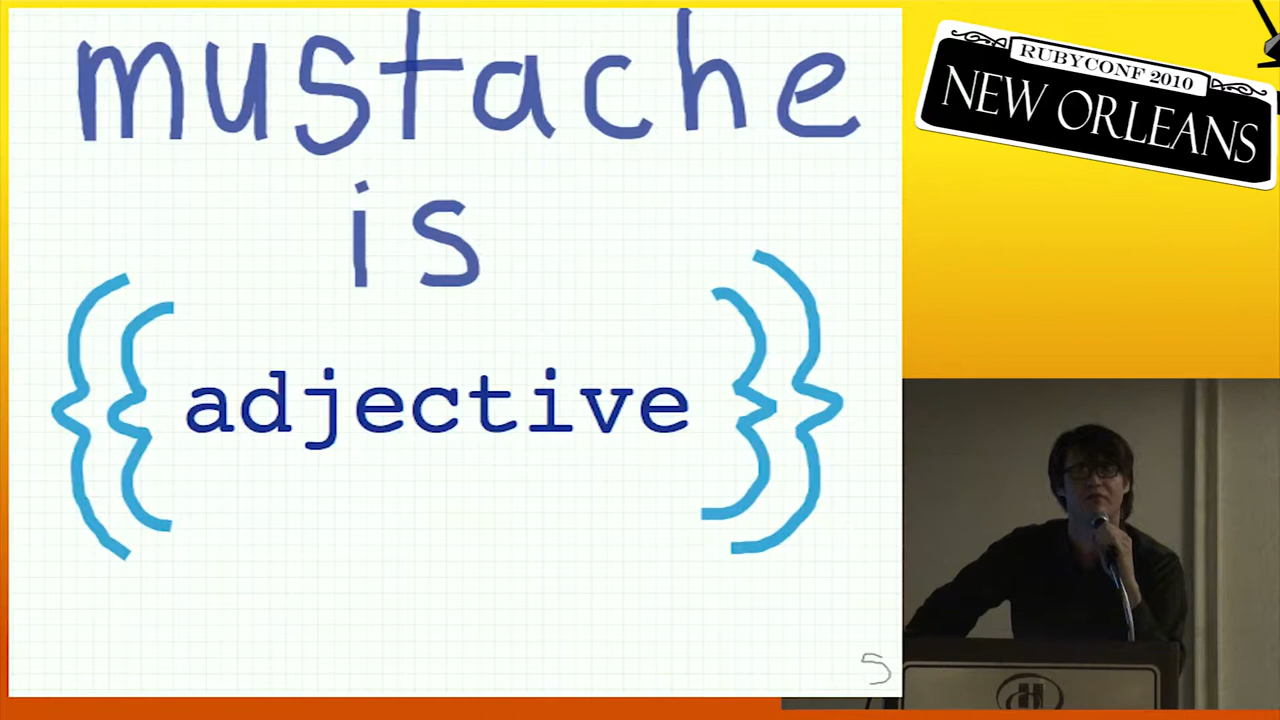 mustache
is
{{ adjective }}
5
RUBYCONF 2010
NEW ORLEANS